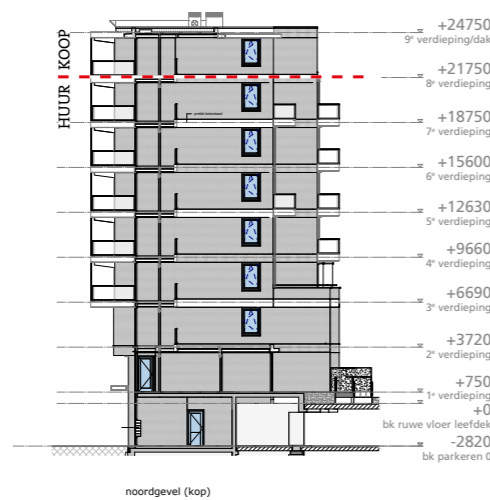 HUUR KOOP
+24750
9e verdieping/dak
+21750
8e verdieping
+18750
7e verdieping
+15600
6e verdieping
+12630
5e verdieping
+9660
4e verdieping
+6690
3e verdieping
+3720
2e verdieping
+750
1e verdieping
+0
bk ruwe vloer leefdek
-2820
bk parkeren 0
noordgevel (kop)